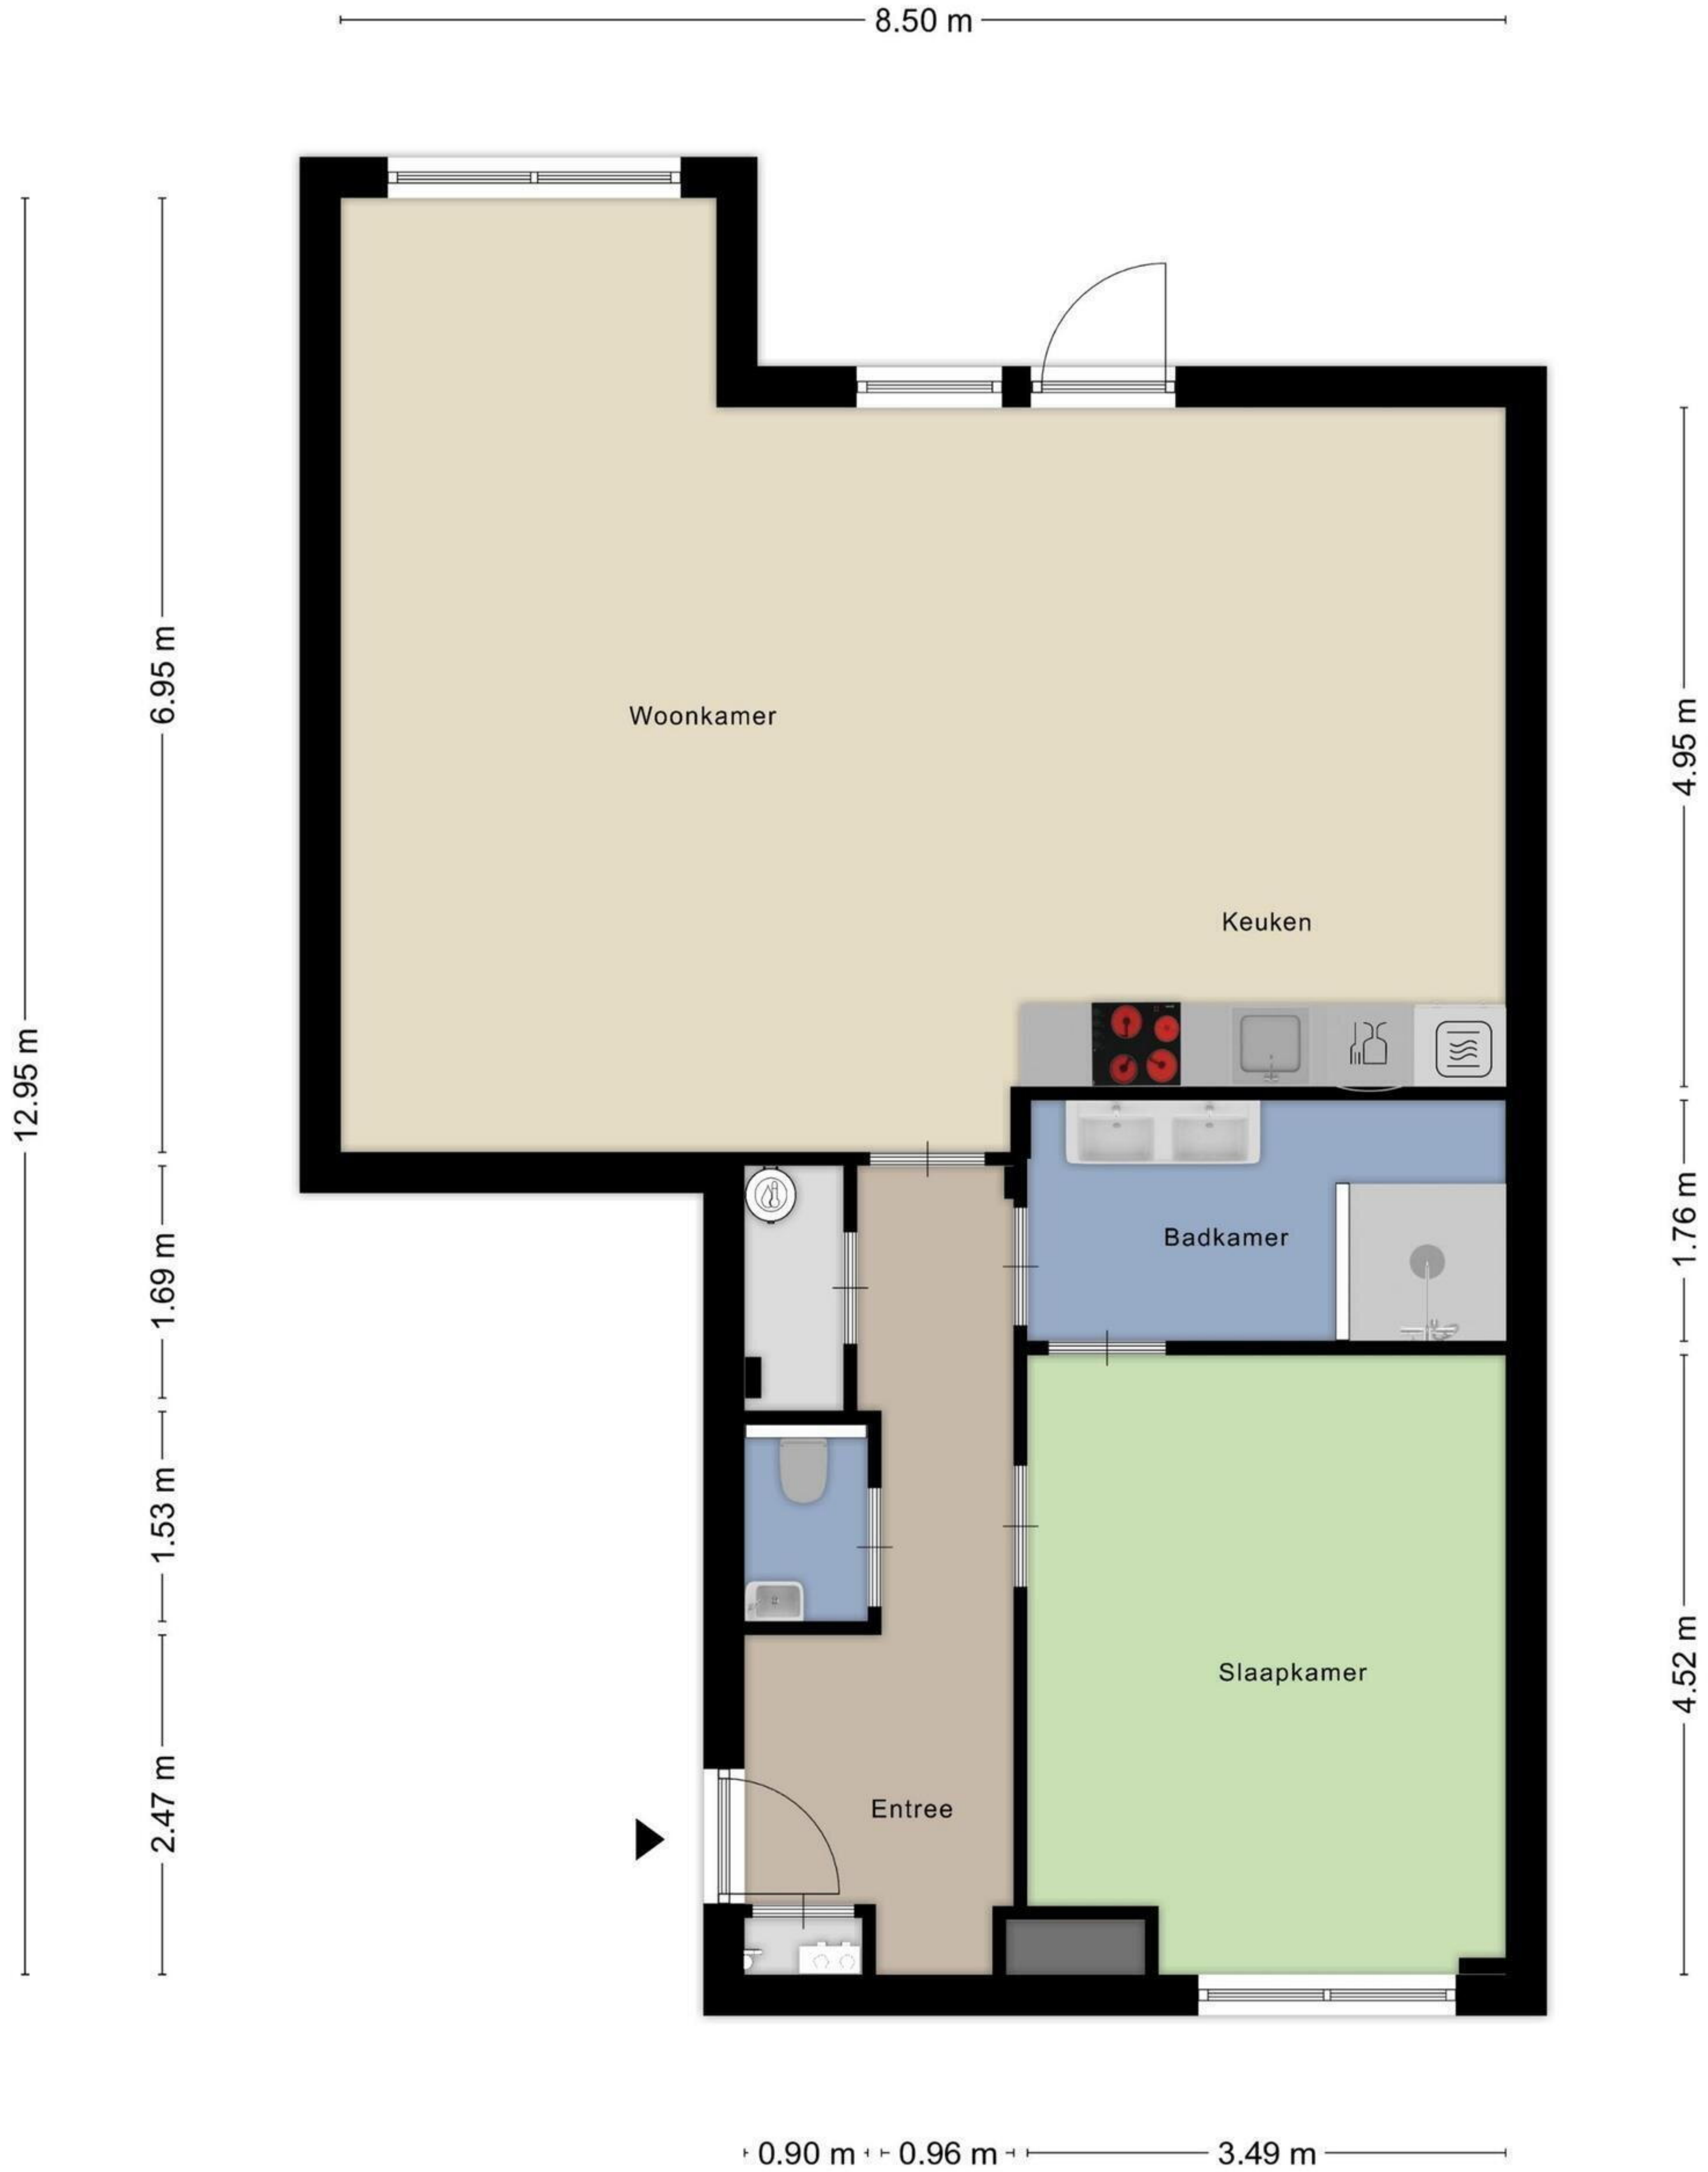 8.50 m
6.95 m
Woonkamer
4.95 m
Keuken
12.95 m
1.69 m
Badkamer
1.76 m
1.53 m
Slaapkamer
4.52 m
2.47 m
Entree
0.90 m
0.96 m
3.49 m